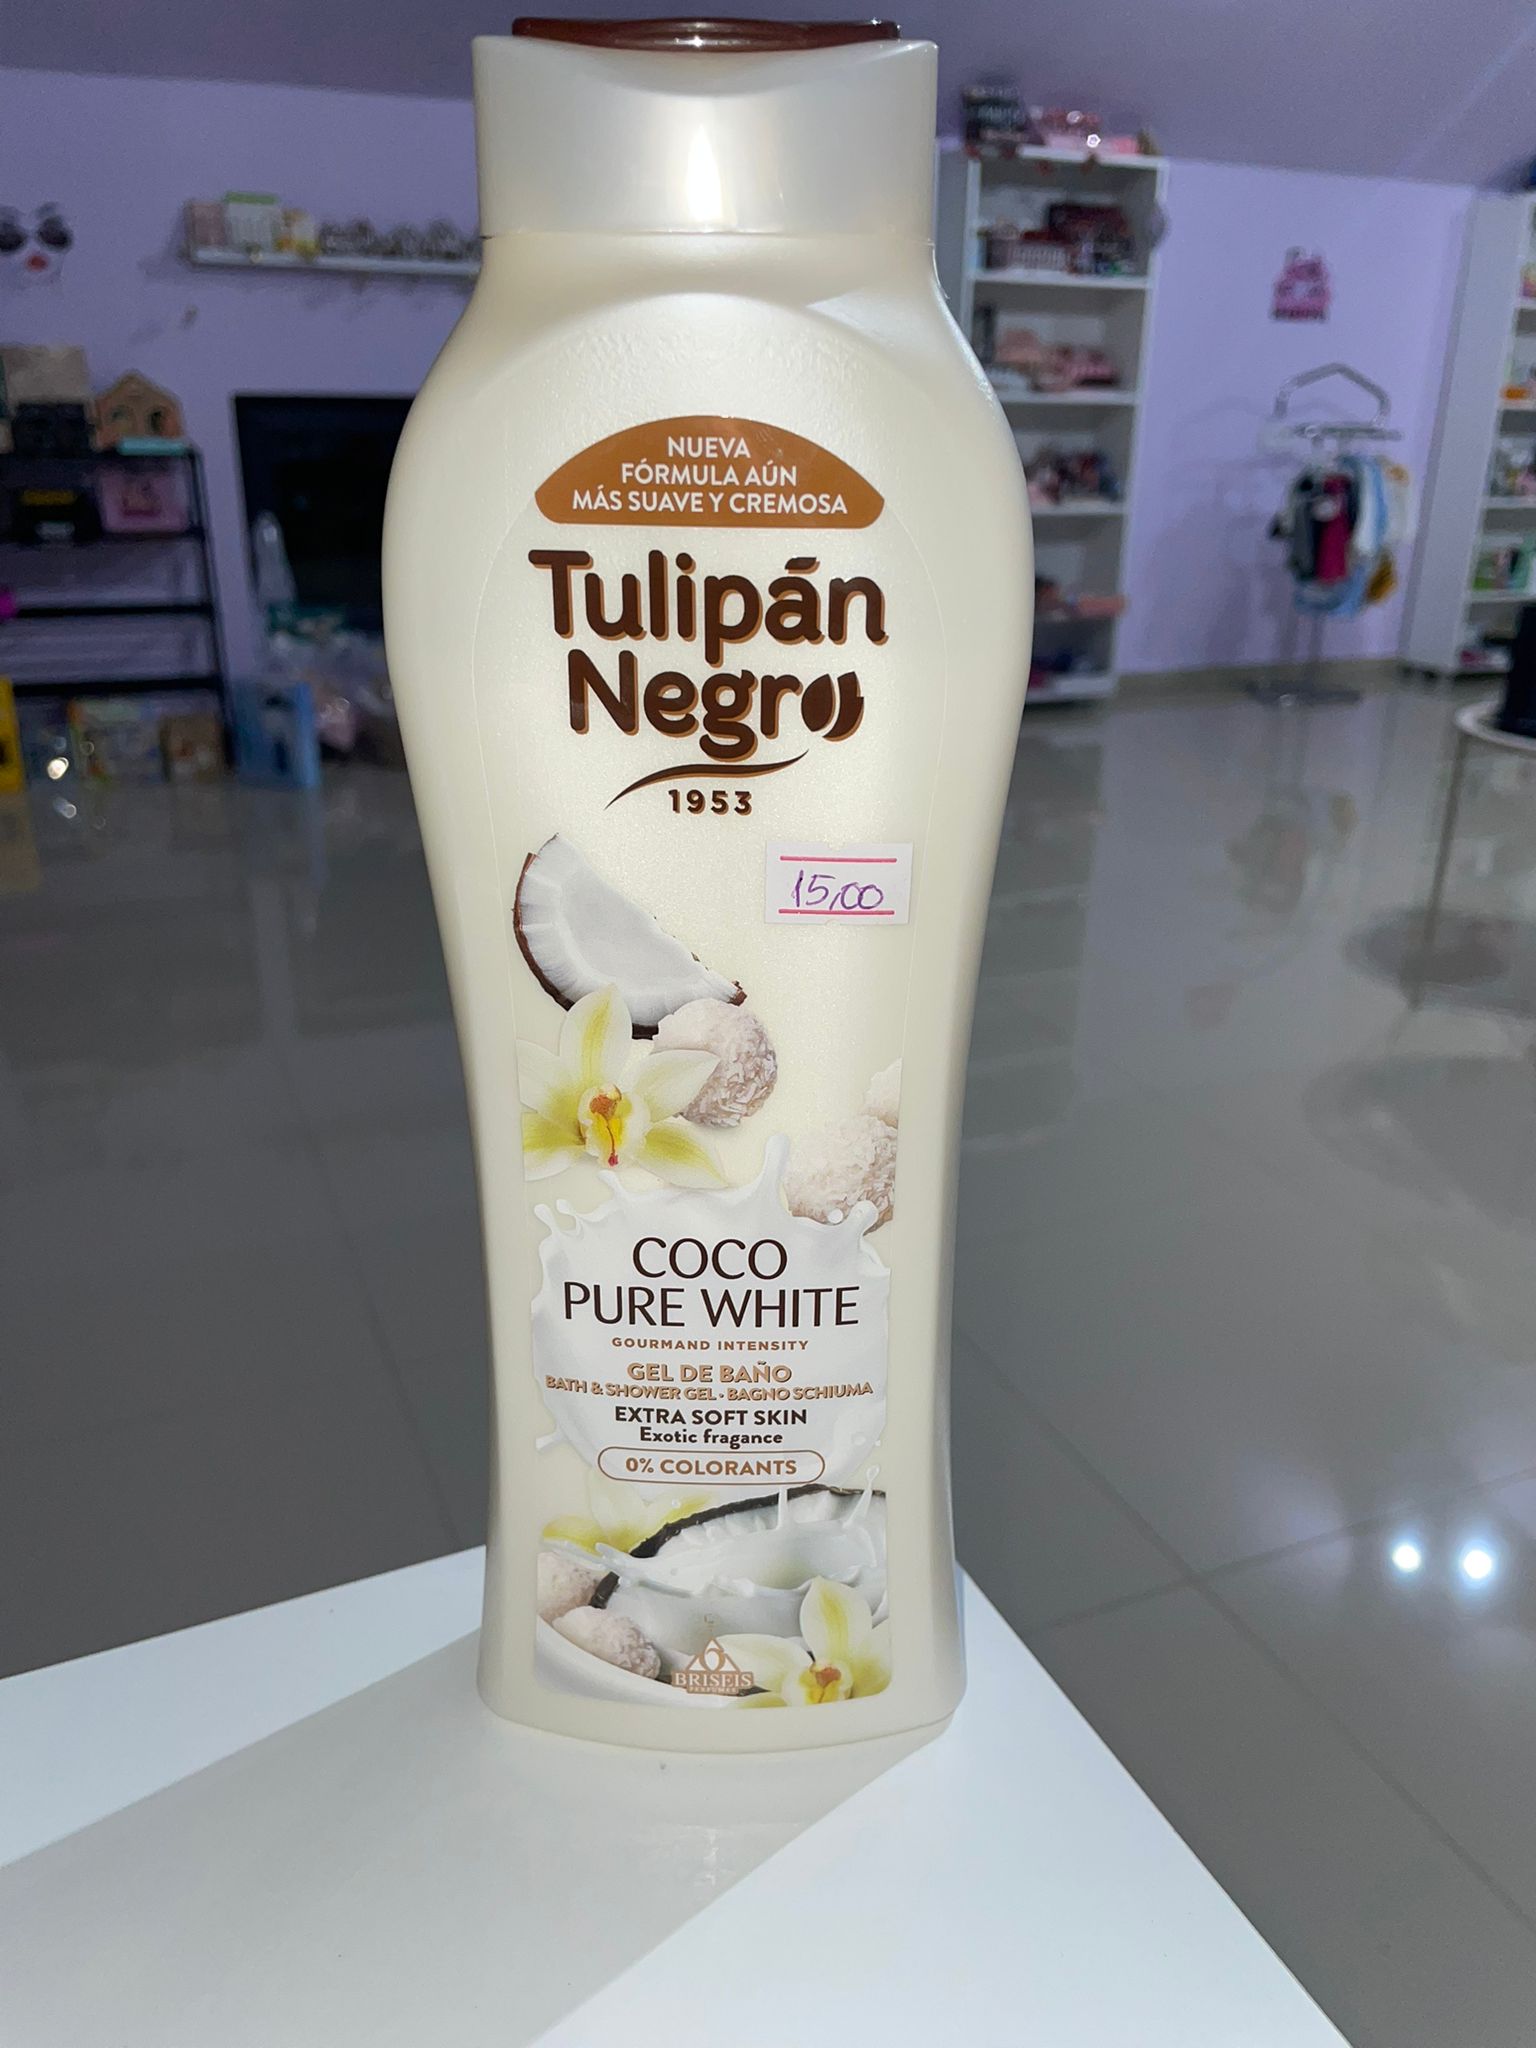 NUEVA
FÓRMULA AÚN
MÁS SUAVE Y CREMOSA
Tulipán
Negro
1953
15,00
COCO
PURE WHITE
GOURMAND INTENSITY
GEL DE BAÑO
BATH & SHOWER GEL · BAGNO SCHIUMA
EXTRA SOFT SKIN
Exotic fragance
0% COLORANTS
BRISEIS
PERFUMES